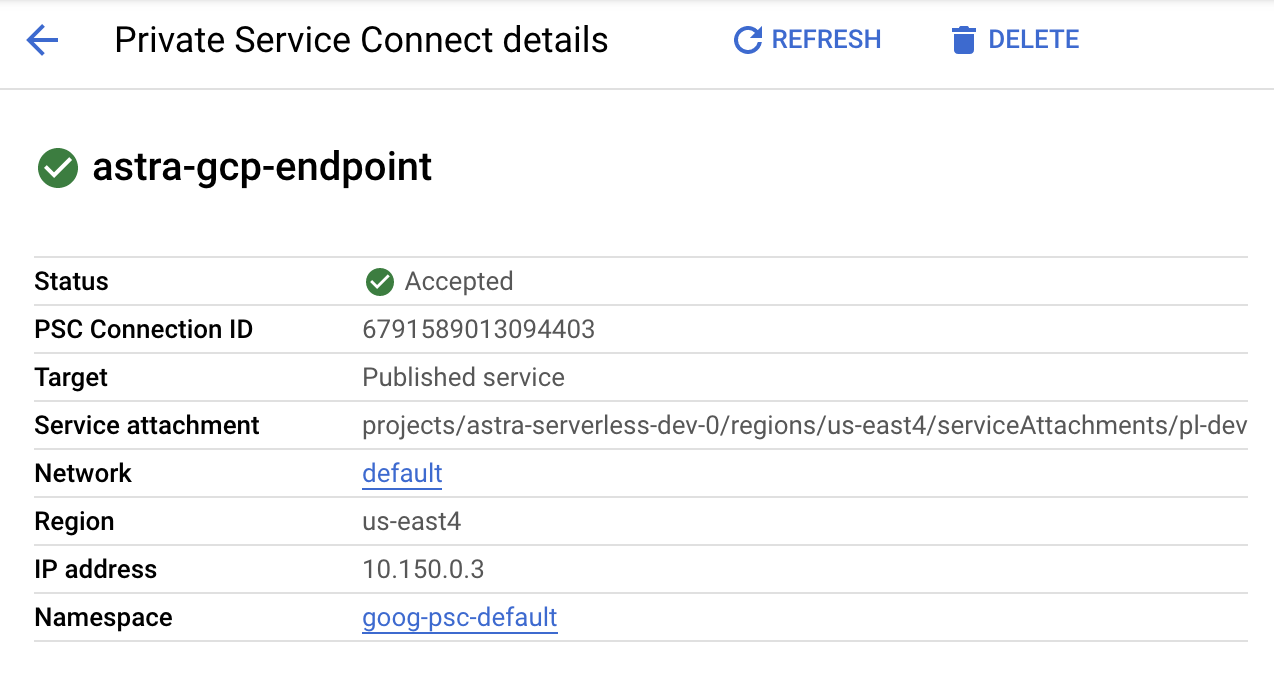 Private Service Connect details REFRESH DELETE
astra-gcp-endpoint
Status Accepted
PSC Connection ID 6791589013094403
Target Published service
Service attachment projects/astra-serverless-dev-0/regions/us-east4/serviceAttachments/pl-dev
Network default
Region us-east4
IP address 10.150.0.3
Namespace goog-psc-default